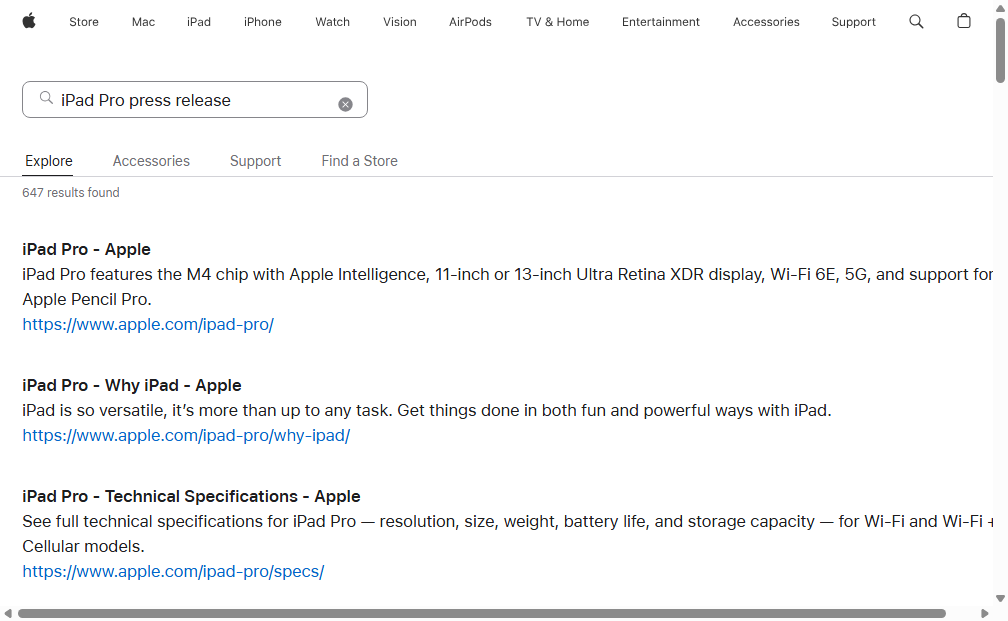 Store Mac iPad iPhone Watch Vision AirPods TV & Home Entertainment Accessories Support
iPad Pro press release
Explore Accessories Support Find a Store
647 results found
iPad Pro - Apple
iPad Pro features the M4 chip with Apple Intelligence, 11-inch or 13-inch Ultra Retina XDR display, Wi-Fi 6E, 5G, and support for
Apple Pencil Pro.
https://www.apple.com/ipad-pro/
iPad Pro - Why iPad - Apple
iPad is so versatile, it’s more than up to any task. Get things done in both fun and powerful ways with iPad.
https://www.apple.com/ipad-pro/why-ipad/
iPad Pro - Technical Specifications - Apple
See full technical specifications for iPad Pro — resolution, size, weight, battery life, and storage capacity — for Wi-Fi and Wi-Fi +
Cellular models.
https://www.apple.com/ipad-pro/specs/